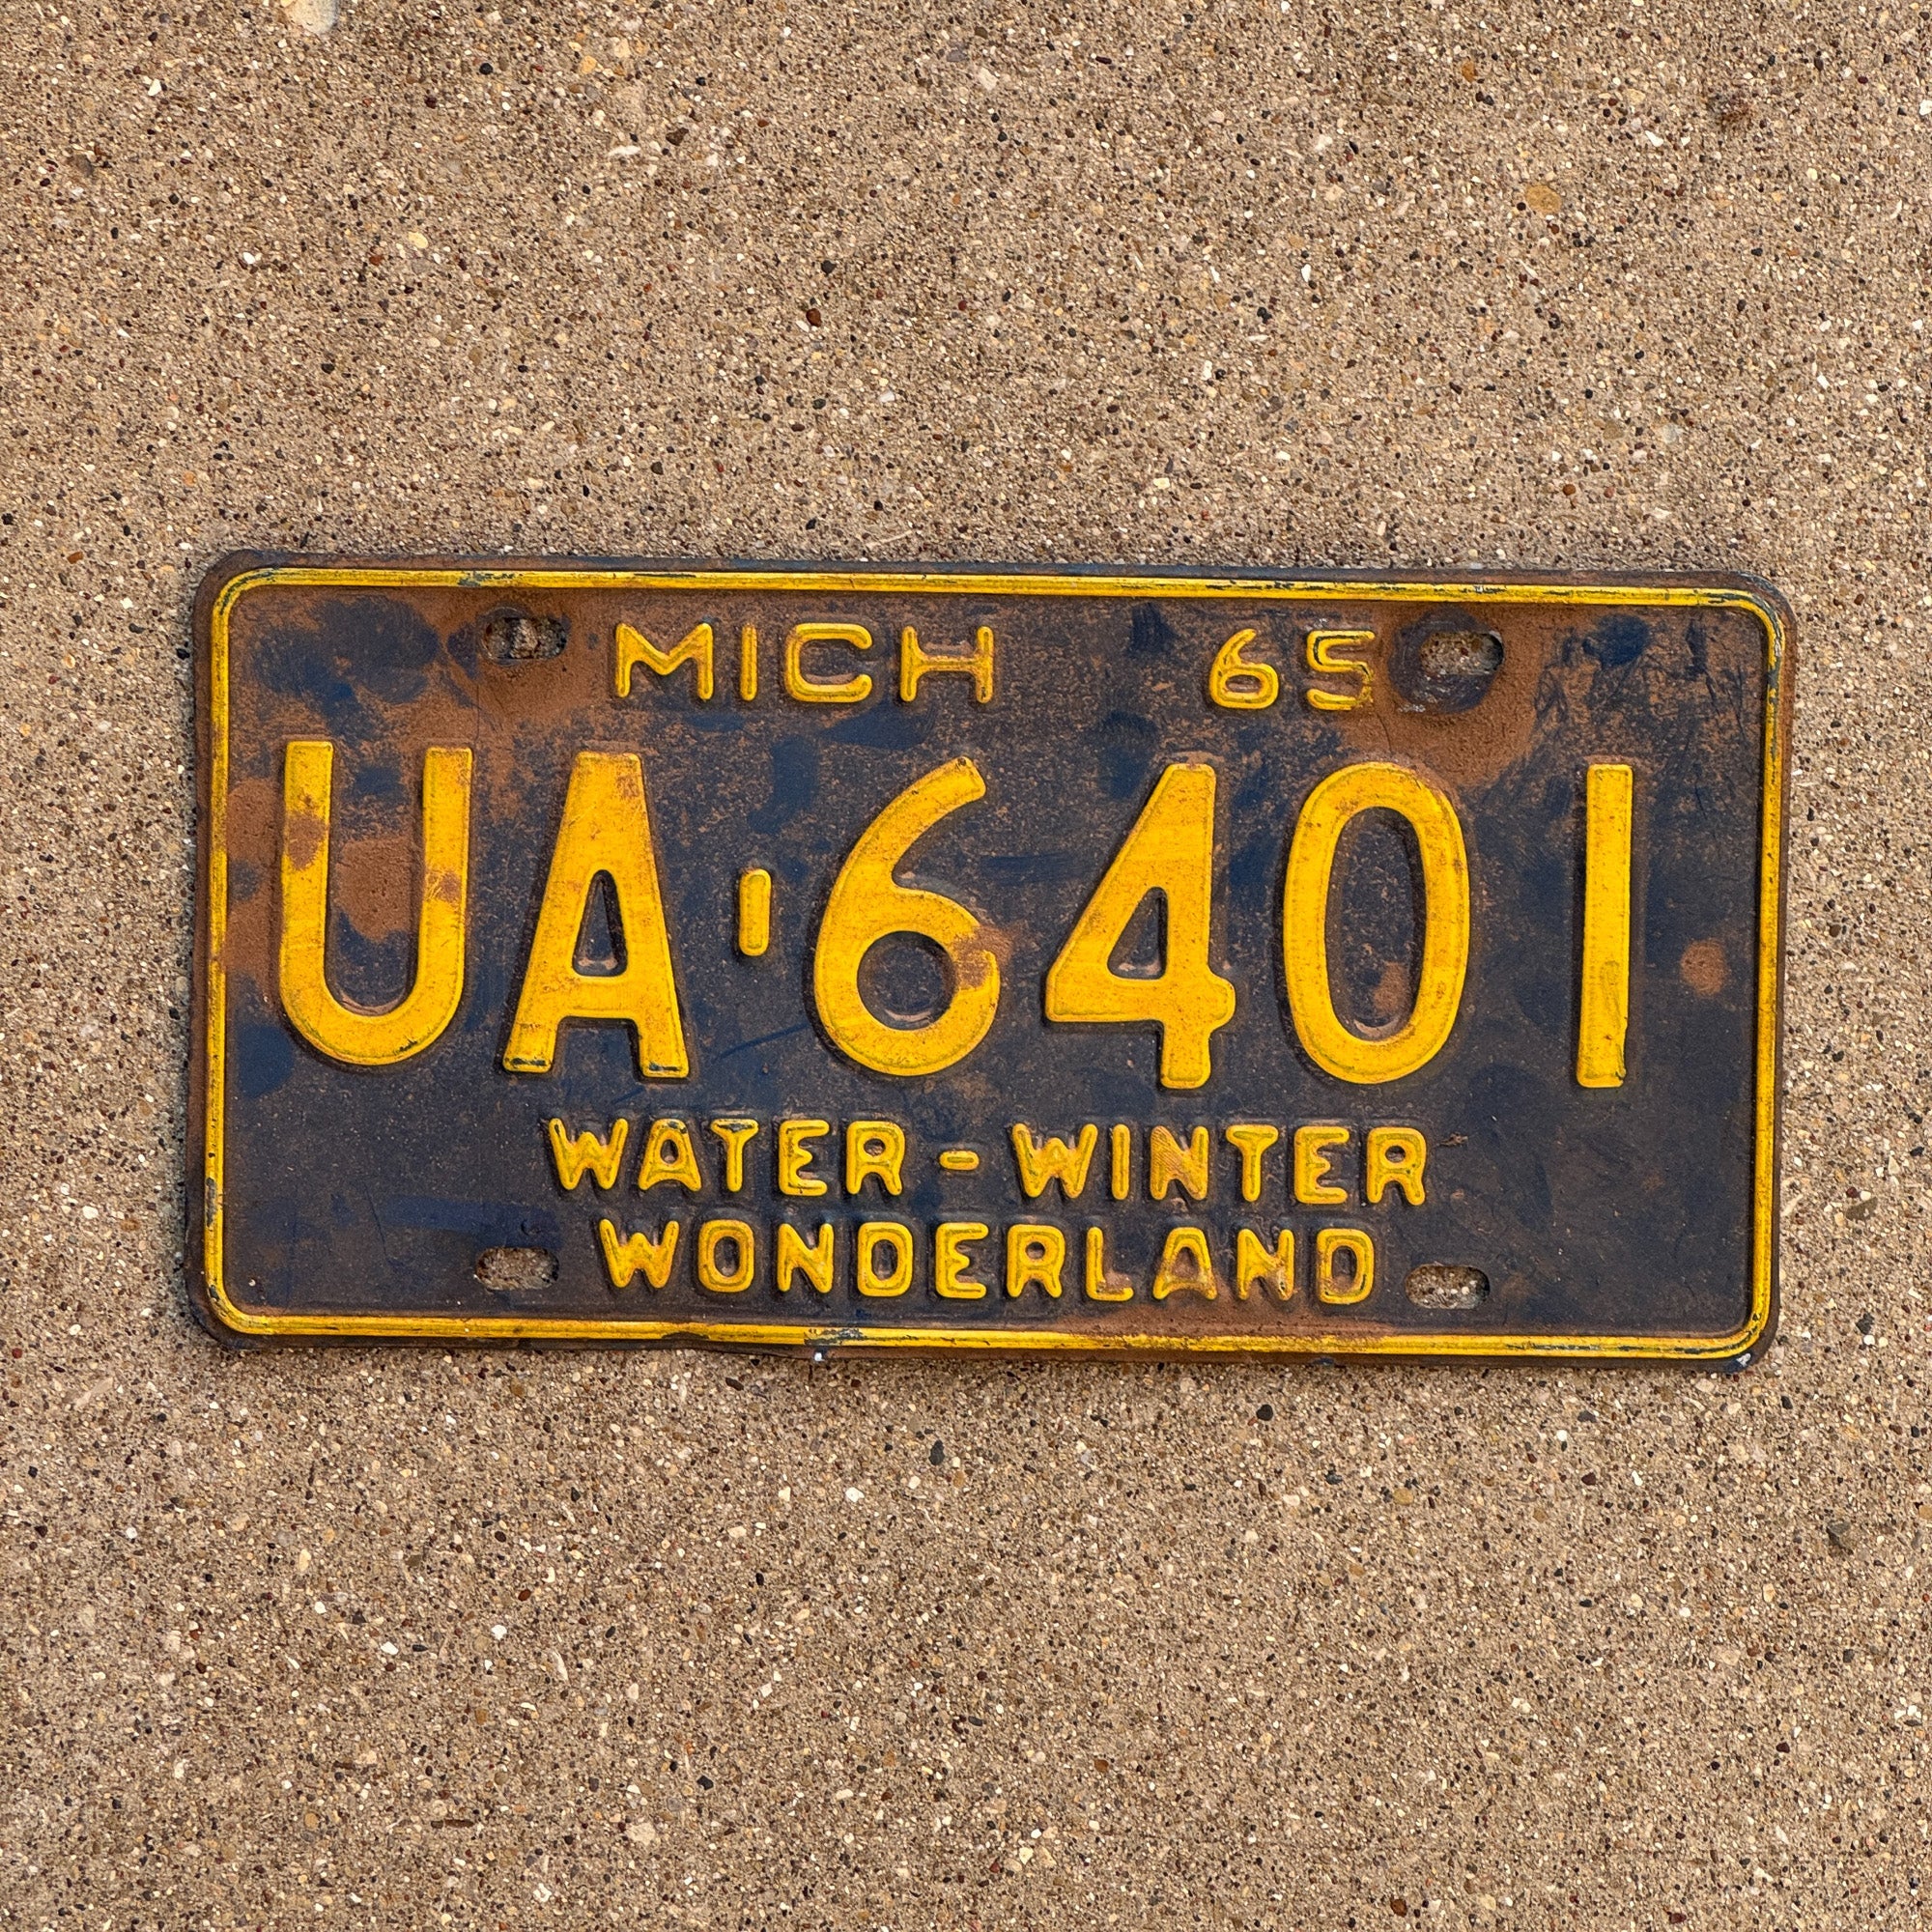 MICH 65
UA-6401
WATER-WINTER
WONDERLAND